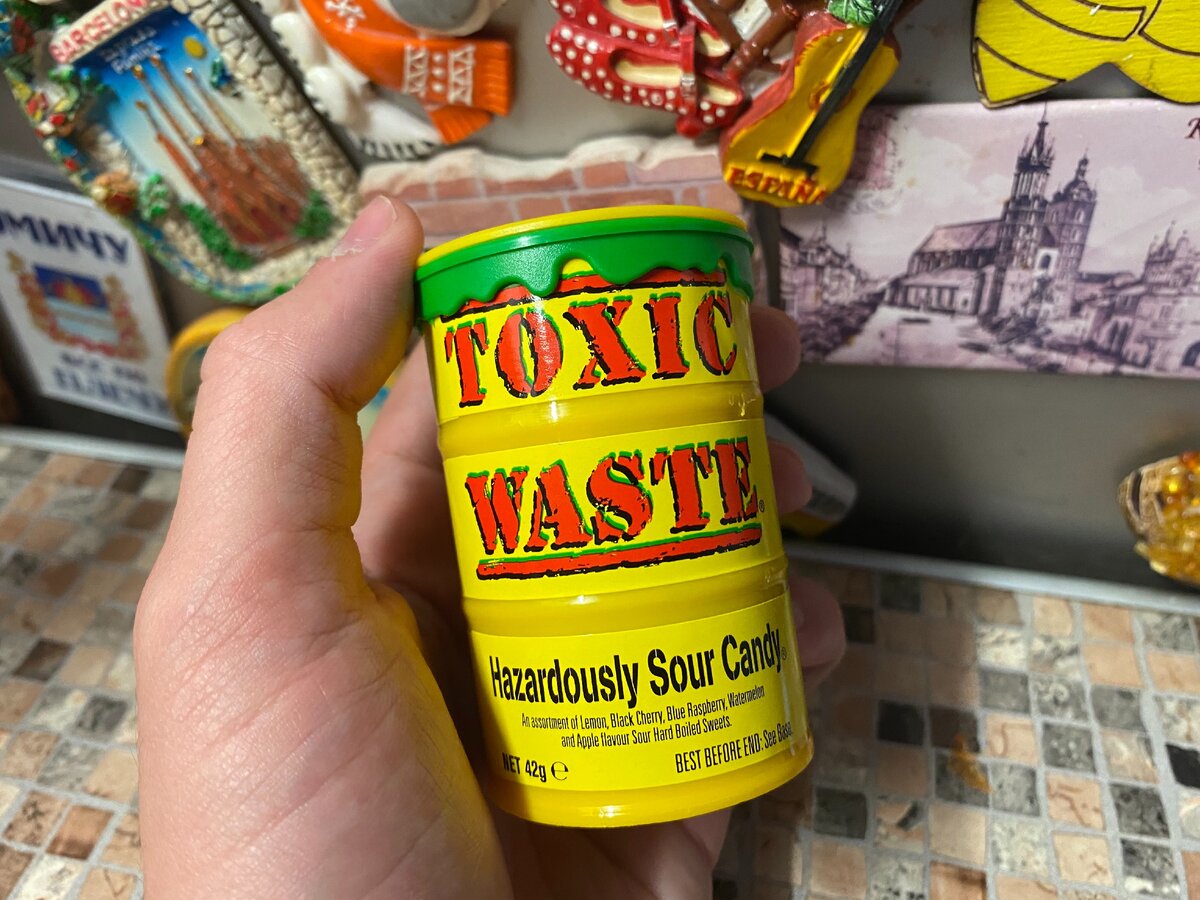 BARCELONA
ESPAÑA
TOXIC
WASTE®
Hazardously Sour Candy®
An assortment of Lemon, Black Cherry, Blue Raspberry, Watermelon
and Apple flavour Sour Hard Boiled Sweets.
NET 42g ℮
BEST BEFORE END: See Base.